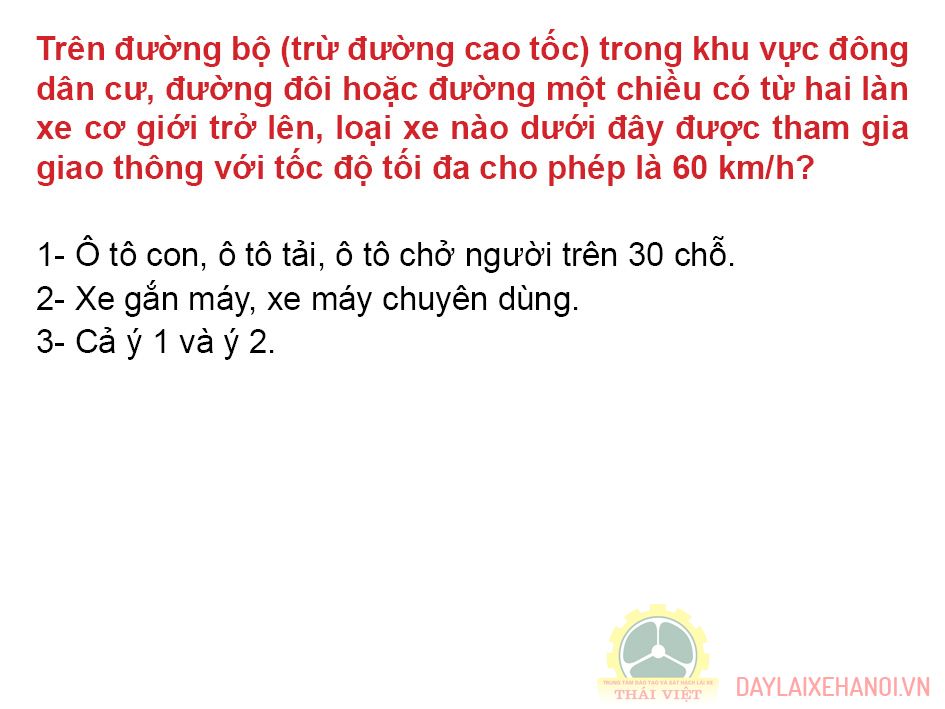 Trên đường bộ (trừ đường cao tốc) trong khu vực đông
dân cư, đường đôi hoặc đường một chiều có từ hai làn
xe cơ giới trở lên, loại xe nào dưới đây được tham gia
giao thông với tốc độ tối đa cho phép là 60 km/h?
1- Ô tô con, ô tô tải, ô tô chở người trên 30 chỗ.
2- Xe gắn máy, xe máy chuyên dùng.
3- Cả ý 1 và ý 2.
TRUNG TÂM ĐÀO TẠO VÀ SÁT HẠCH LÁI XE
THÁI VIỆT
DAYLAIXEHANOI.VN